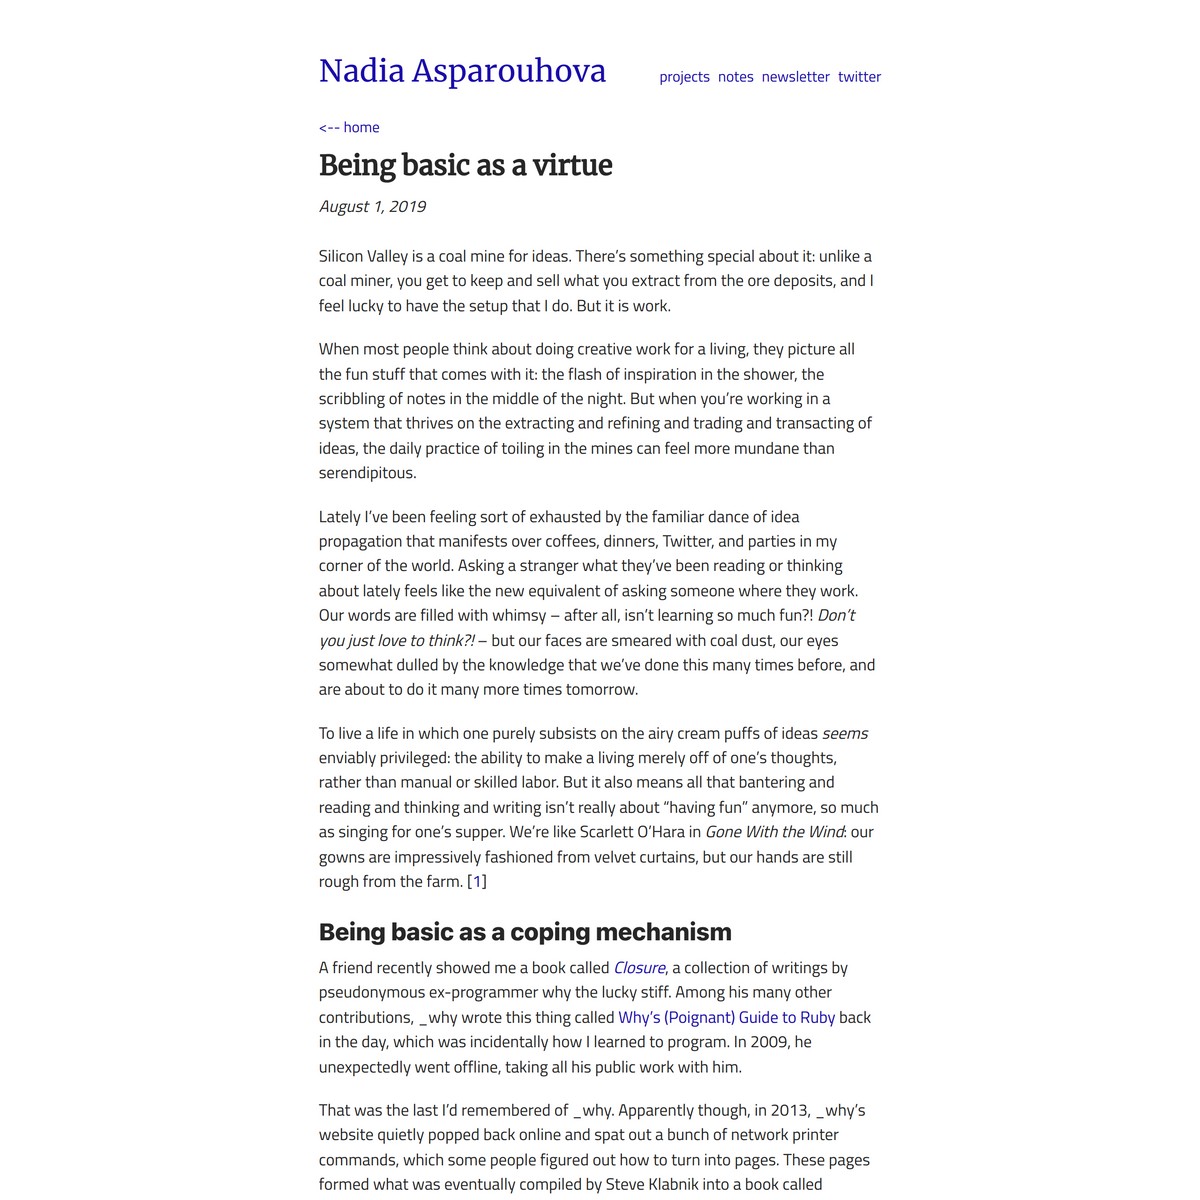 Nadia Asparouhova
projects notes newsletter twitter
<-- home
Being basic as a virtue
August 1, 2019
Silicon Valley is a coal mine for ideas. There’s something special about it: unlike a
coal miner, you get to keep and sell what you extract from the ore deposits, and I
feel lucky to have the setup that I do. But it is work.
When most people think about doing creative work for a living, they picture all
the fun stuff that comes with it: the flash of inspiration in the shower, the
scribbling of notes in the middle of the night. But when you’re working in a
system that thrives on the extracting and refining and trading and transacting of
ideas, the daily practice of toiling in the mines can feel more mundane than
serendipitous.
Lately I’ve been feeling sort of exhausted by the familiar dance of idea
propagation that manifests over coffees, dinners, Twitter, and parties in my
corner of the world. Asking a stranger what they’ve been reading or thinking
about lately feels like the new equivalent of asking someone where they work.
Our words are filled with whimsy – after all, isn’t learning so much fun?! Don’t
you just love to think?! – but our faces are smeared with coal dust, our eyes
somewhat dulled by the knowledge that we’ve done this many times before, and
are about to do it many more times tomorrow.
To live a life in which one purely subsists on the airy cream puffs of ideas seems
enviably privileged: the ability to make a living merely off of one’s thoughts,
rather than manual or skilled labor. But it also means all that bantering and
reading and thinking and writing isn’t really about “having fun” anymore, so much
as singing for one’s supper. We’re like Scarlett O’Hara in Gone With the Wind: our
gowns are impressively fashioned from velvet curtains, but our hands are still
rough from the farm. [1]
Being basic as a coping mechanism
A friend recently showed me a book called Closure, a collection of writings by
pseudonymous ex-programmer why the lucky stiff. Among his many other
contributions, _why wrote this thing called Why’s (Poignant) Guide to Ruby back
in the day, which was incidentally how I learned to program. In 2009, he
unexpectedly went offline, taking all his public work with him.
That was the last I’d remembered of _why. Apparently though, in 2013, _why’s
website quietly popped back online and spat out a bunch of network printer
commands, which some people figured out how to turn into pages. These pages
formed what was eventually compiled by Steve Klabnik into a book called